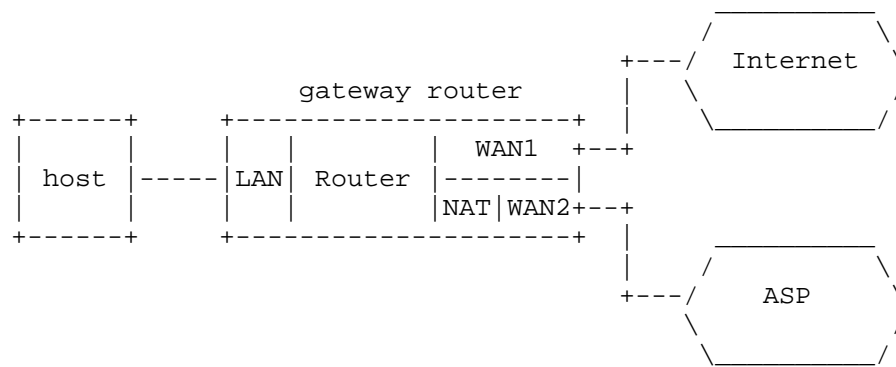 Internet
gateway router
WAN1
host LAN Router
NAT WAN2
ASP